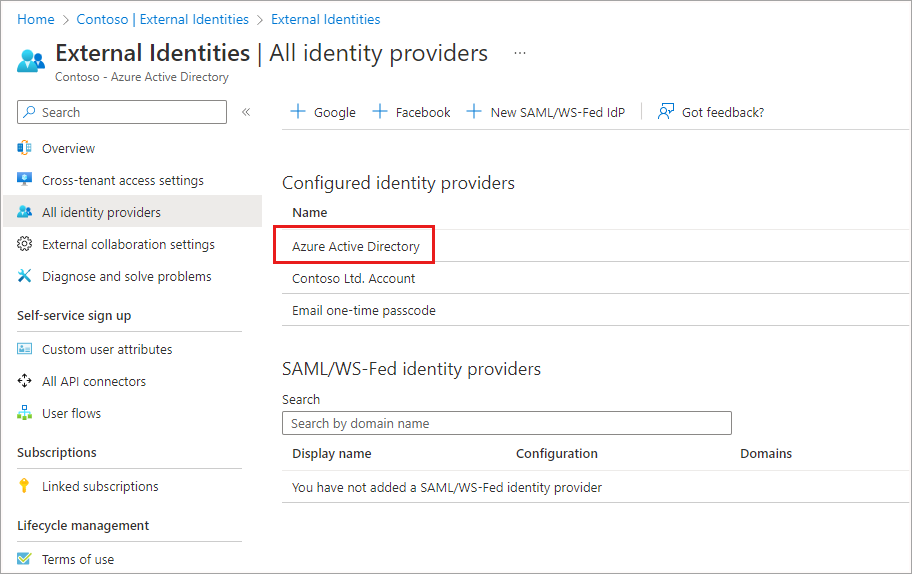 Home > Contoso | External Identities > External Identities
External Identities | All identity providers ...
Contoso - Azure Active Directory
Search «
Overview
Cross-tenant access settings
All identity providers
External collaboration settings
Diagnose and solve problems
Self-service sign up
Custom user attributes
All API connectors
User flows
Subscriptions
Linked subscriptions
Lifecycle management
Terms of use
+ Google + Facebook + New SAML/WS-Fed IdP Got feedback?
Configured identity providers
Name
Azure Active Directory
Contoso Ltd. Account
Email one-time passcode
SAML/WS-Fed identity providers
Search
Search by domain name
Display name Configuration Domains
You have not added a SAML/WS-Fed identity provider